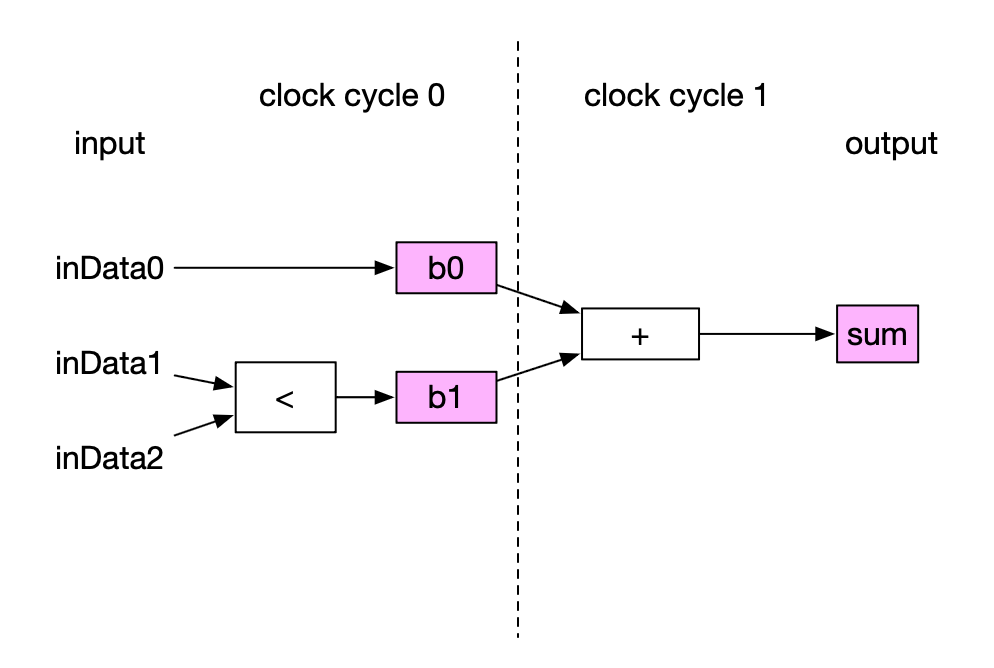 clock cycle 0
clock cycle 1
input
output
inData0
b0
+
sum
inData1
<
b1
inData2